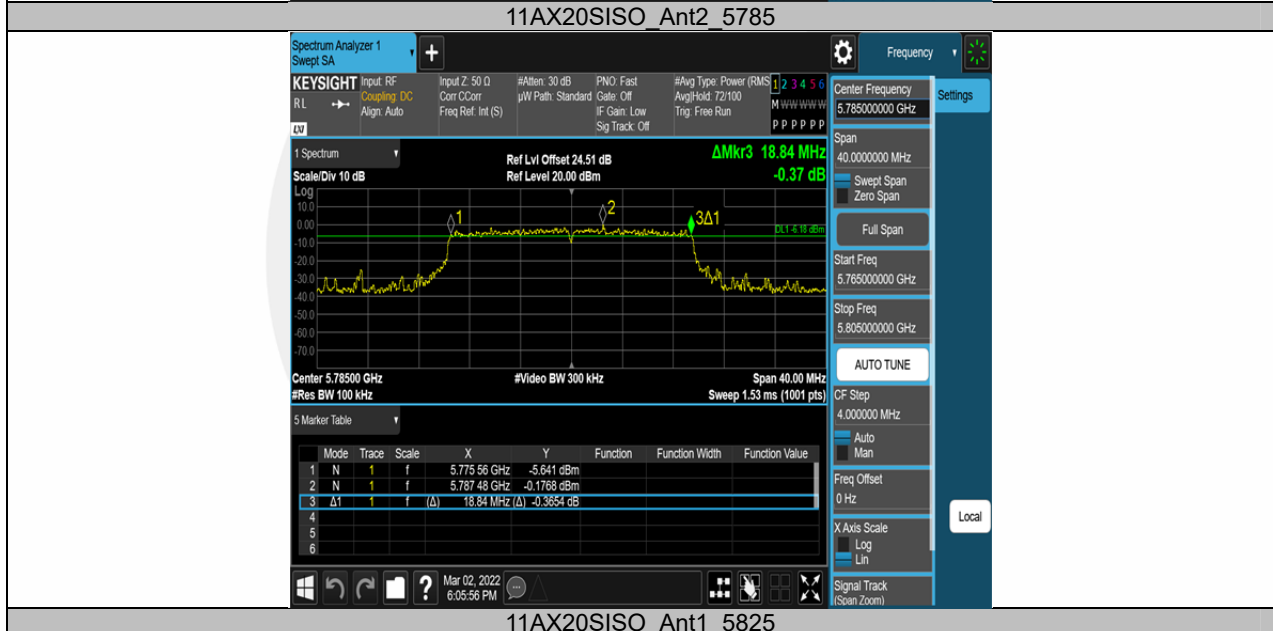 11AX20SISO_Ant2_5785
Spectrum Analyzer 1
Swept SA
+
Frequency
KEYSIGHT
RL
LXI
Input: RF
Coupling: DC
Align: Auto
Input Z: 50 Ω
Corr CCorr
Freq Ref: Int (S)
#Atten: 30 dB
µW Path: Standard
PNO: Fast
Gate: Off
IF Gain: Low
Sig Track: Off
#Avg Type: Power (RMS
Avg|Hold: 72/100
Trig: Free Run
1 2 3 4 5 6
M W W W W W
P P P P P P
Center Frequency
5.785000000 GHz
Settings
Span
40.0000000 MHz
Swept Span
Zero Span
Full Span
Start Freq
5.765000000 GHz
Stop Freq
5.805000000 GHz
AUTO TUNE
CF Step
4.000000 MHz
Auto
Man
Freq Offset
0 Hz
X Axis Scale
Log
Lin
Signal Track
(Span Zoom)
Local
1 Spectrum
Ref Lvl Offset 24.51 dB
ΔMkr3 18.84 MHz
Scale/Div 10 dB
Ref Level 20.00 dBm
-0.37 dB
Log
10.0
0.00
-10.0
-20.0
-30.0
-40.0
-50.0
-60.0
-70.0
1
2
3Δ1
DL1 -6.18 dBm
Center 5.78500 GHz
#Video BW 300 kHz
Span 40.00 MHz
#Res BW 100 kHz
Sweep 1.53 ms (1001 pts)
5 Marker Table
Mode Trace Scale X Y Function Function Width Function Value
1 N 1 f 5.775 56 GHz -5.641 dBm
2 N 1 f 5.787 48 GHz -0.1768 dBm
3 Δ1 1 f (Δ) 18.84 MHz (Δ) -0.3654 dB
4
5
6
?
Mar 02, 2022
6:05:56 PM
11AX20SISO_Ant1_5825